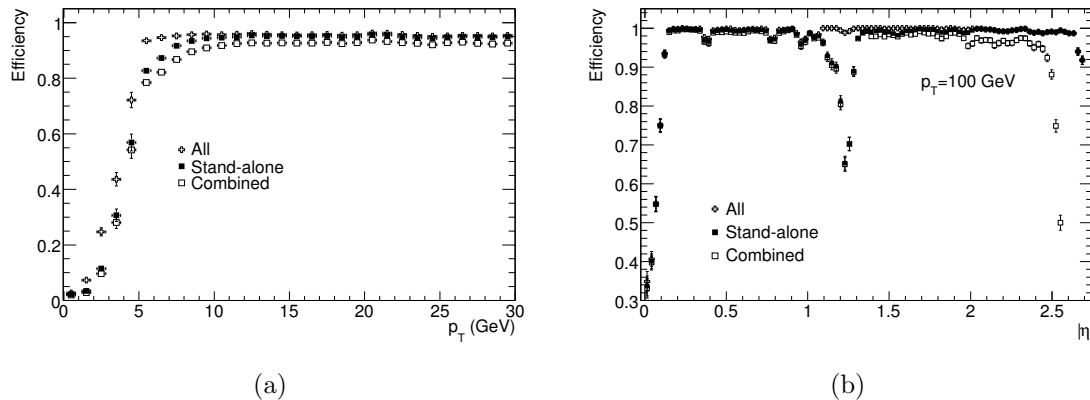 Efficiency
1
0.8
0.6
0.4
0.2
0
All
Stand-alone
Combined
0 5 10 15 20 25 30
p_T (GeV)
(a)
Efficiency
1
0.9
0.8
0.7
0.6
0.5
0.4
0.3
p_T=100 GeV
All
Stand-alone
Combined
0 0.5 1 1.5 2 2.5
|η
(b)